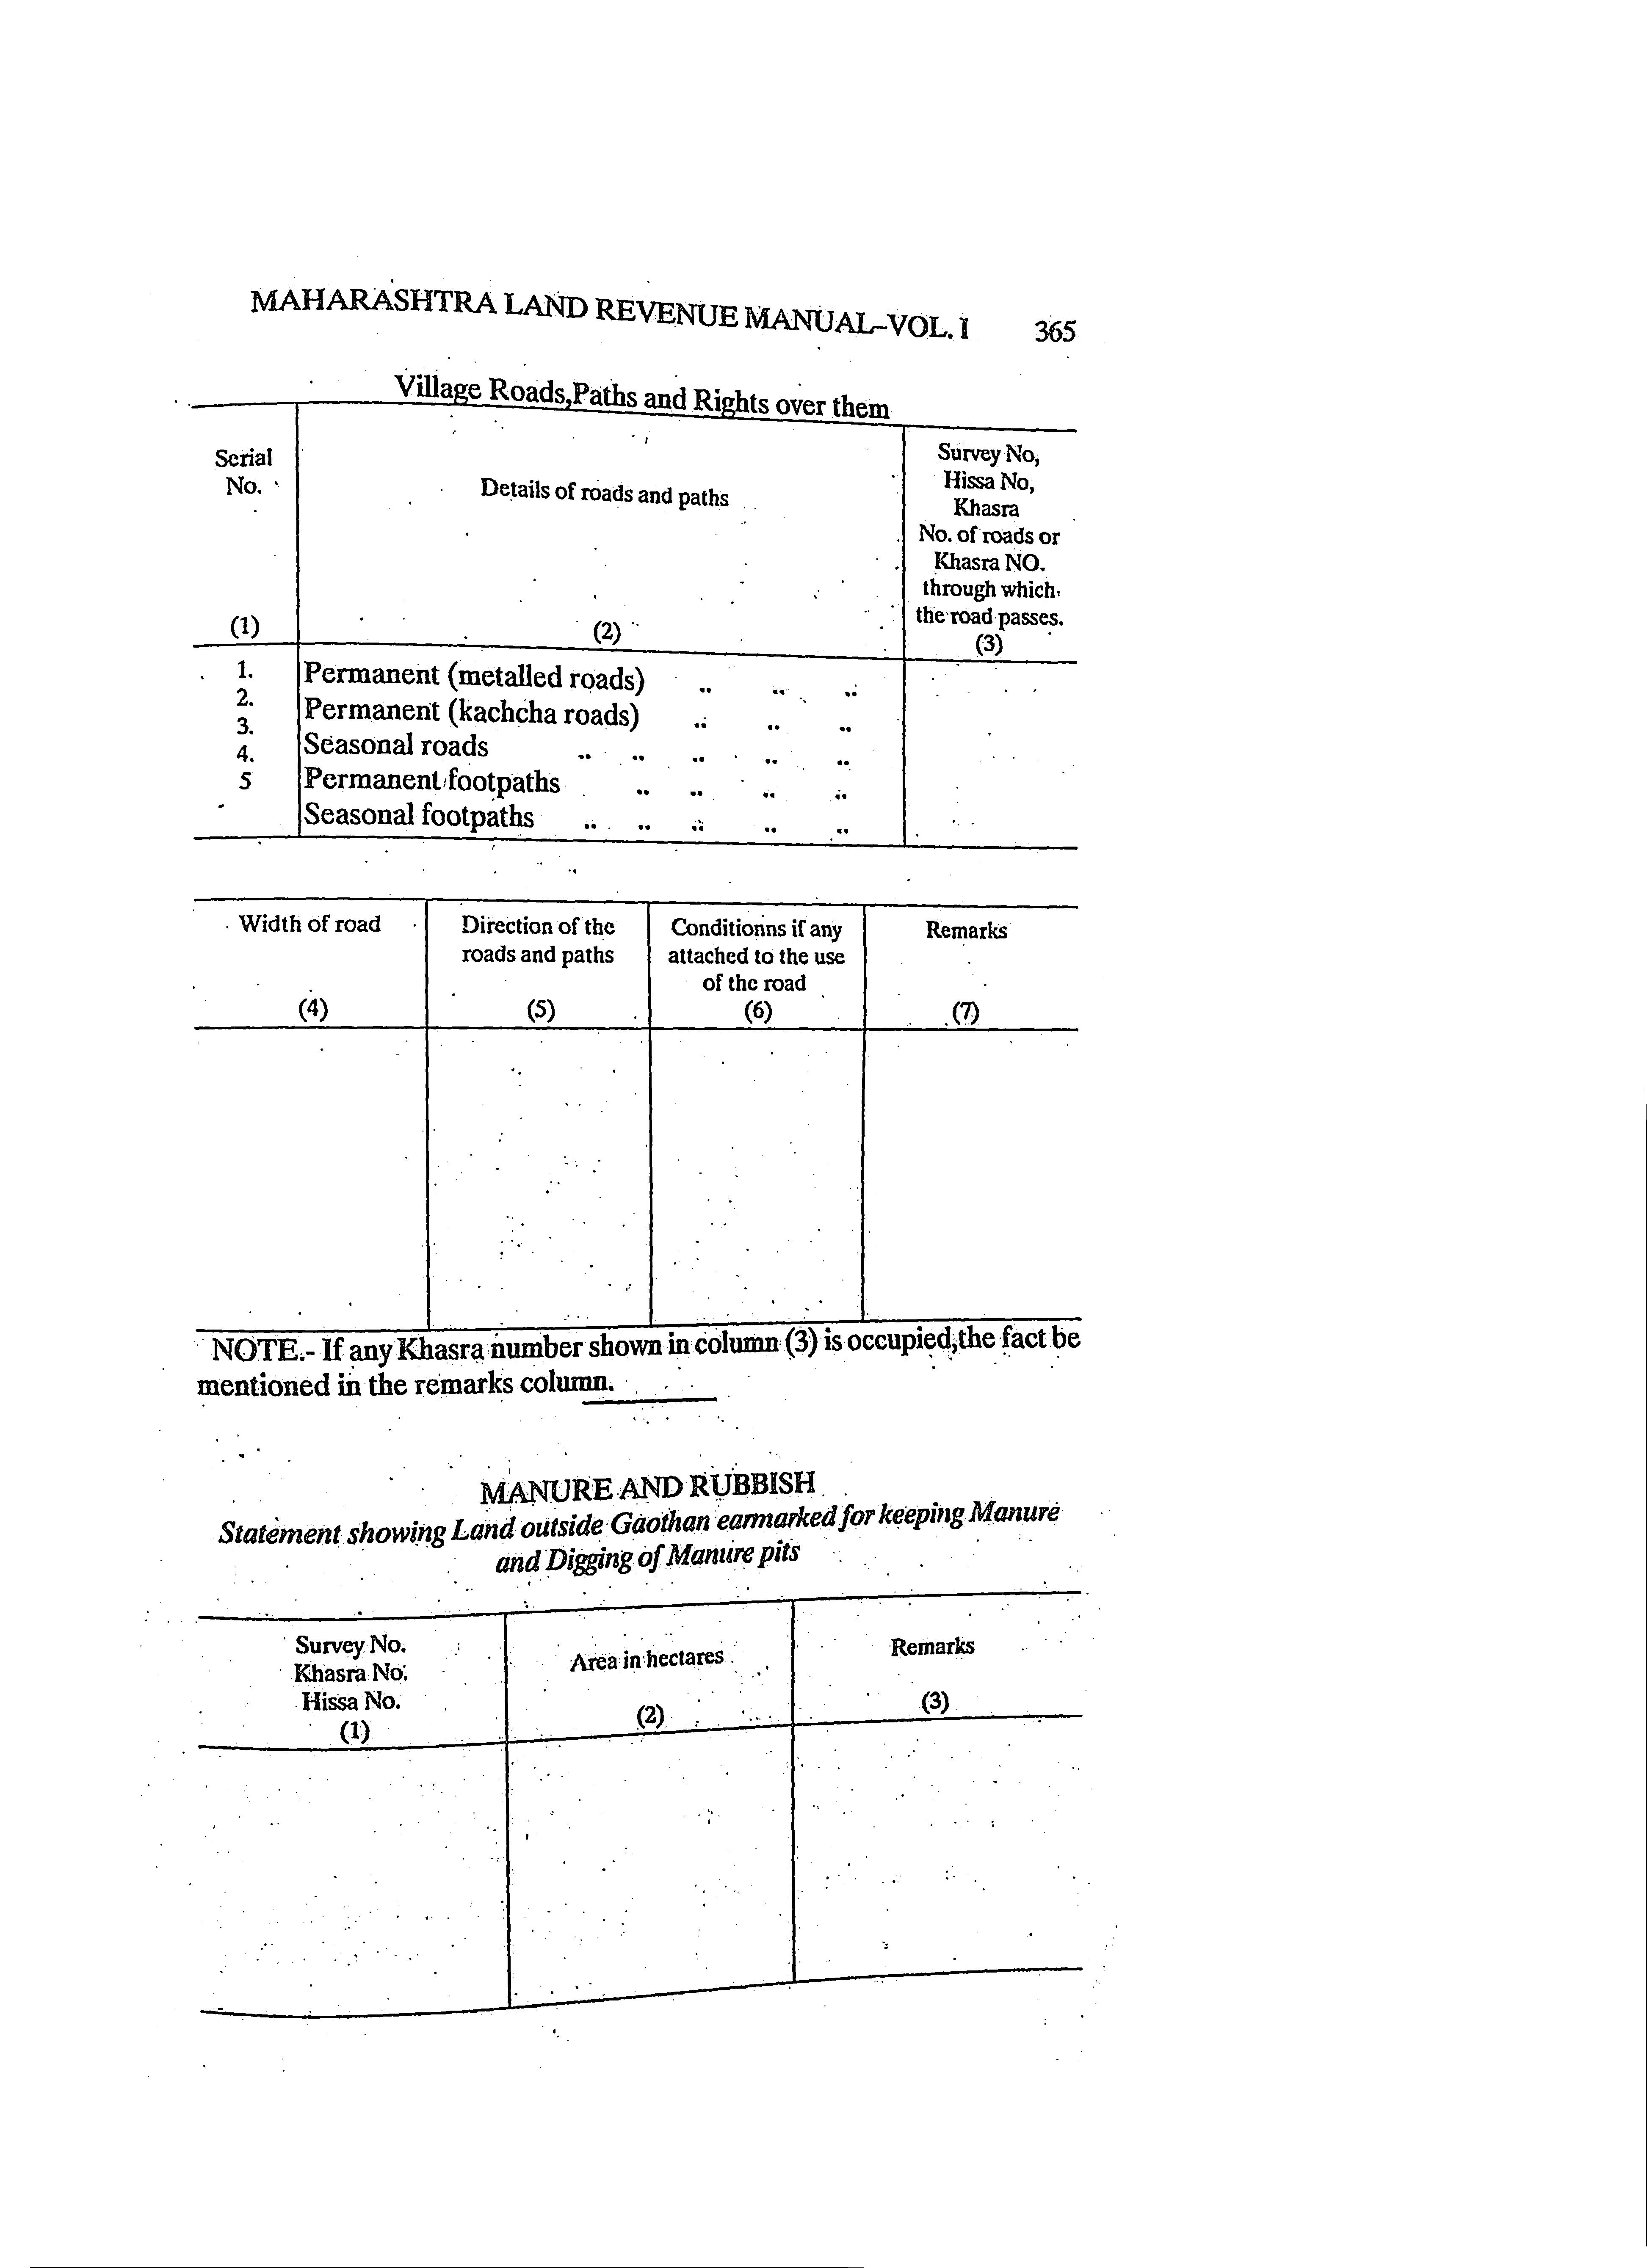 MAHARASHTRA LAND REVENUE MANUAL–VOL. I 365
Village Roads,Paths and Rights over them
Serial No.
Details of roads and paths
Survey No,
Hissa No,
Khasra
No. of roads or
Khasra NO.
through which
the road passes.
(1) (2) (3)
1. Permanent (metalled roads) .. .. ..
2. Permanent (kachcha roads) .. .. ..
3. Seasonal roads .. .. .. .. ..
4. Permanent footpaths .. .. .. ..
5 Seasonal footpaths .. .. .. .. ..
Width of road
Direction of the
roads and paths
Conditionns if any
attached to the use
of the road
Remarks
(4) (5) (6) (7)
NOTE.- If any Khasra number shown in column (3) is occupied,the fact be
mentioned in the remarks column.
MANURE AND RUBBISH
Statement showing Land outside Gaothan earmarked for keeping Manure
and Digging of Manure pits
Survey No.
Khasra No.
Hissa No.
(1)
Area in hectares
(2)
Remarks
(3)